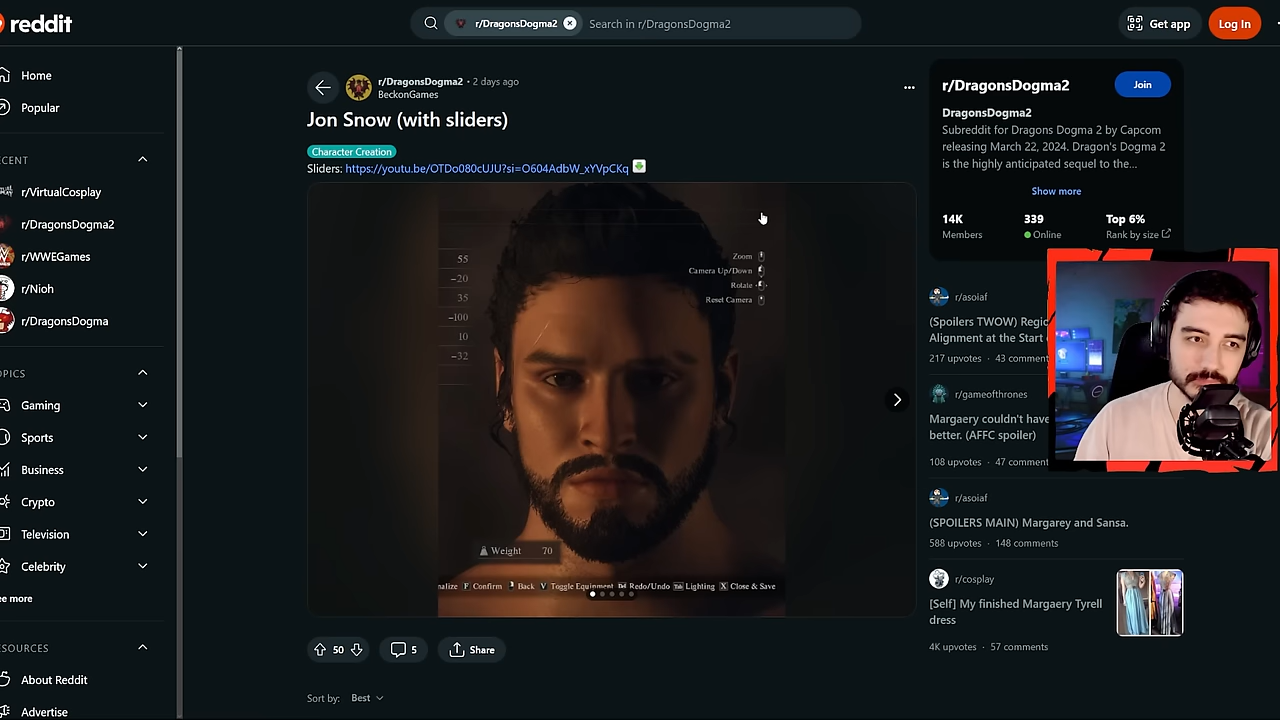 reddit
r/DragonsDogma2
Search in r/DragonsDogma2
Get app
Log In
Home
Popular
ECENT
r/VirtualCosplay
r/DragonsDogma2
r/WWEGames
r/Nioh
r/DragonsDogma
OPICS
Gaming
Sports
Business
Crypto
Television
Celebrity
ee more
ESOURCES
About Reddit
Advertise
r/DragonsDogma2 • 2 days ago
BeckonGames
Jon Snow (with sliders)
Character Creation
Sliders: https://youtu.be/OTDo080cUJU?si=O604AdbW_xYVpCKq
55
-20
35
-100
10
-32
Zoom
Camera Up/Down
Rotate
Reset Camera
Weight 70
nalize F Confirm Back V Toggle Equipment Del Redo/Undo Tab Lighting X Close & Save
50
5
Share
Sort by: Best
r/DragonsDogma2
Join
DragonsDogma2
Subreddit for Dragons Dogma 2 by Capcom
releasing March 22, 2024. Dragon's Dogma 2
is the highly anticipated sequel to the...
Show more
14K
339
Top 6%
Members
Online
Rank by size
r/asoiaf
(Spoilers TWOW) Regio
Alignment at the Start
217 upvotes • 43 comment
r/gameofthrones
Margaery couldn't have
better. (AFFC spoiler)
108 upvotes • 47 comment
r/asoiaf
(SPOILERS MAIN) Margarey and Sansa.
588 upvotes • 148 comments
r/cosplay
[Self] My finished Margaery Tyrell
dress
4K upvotes • 57 comments